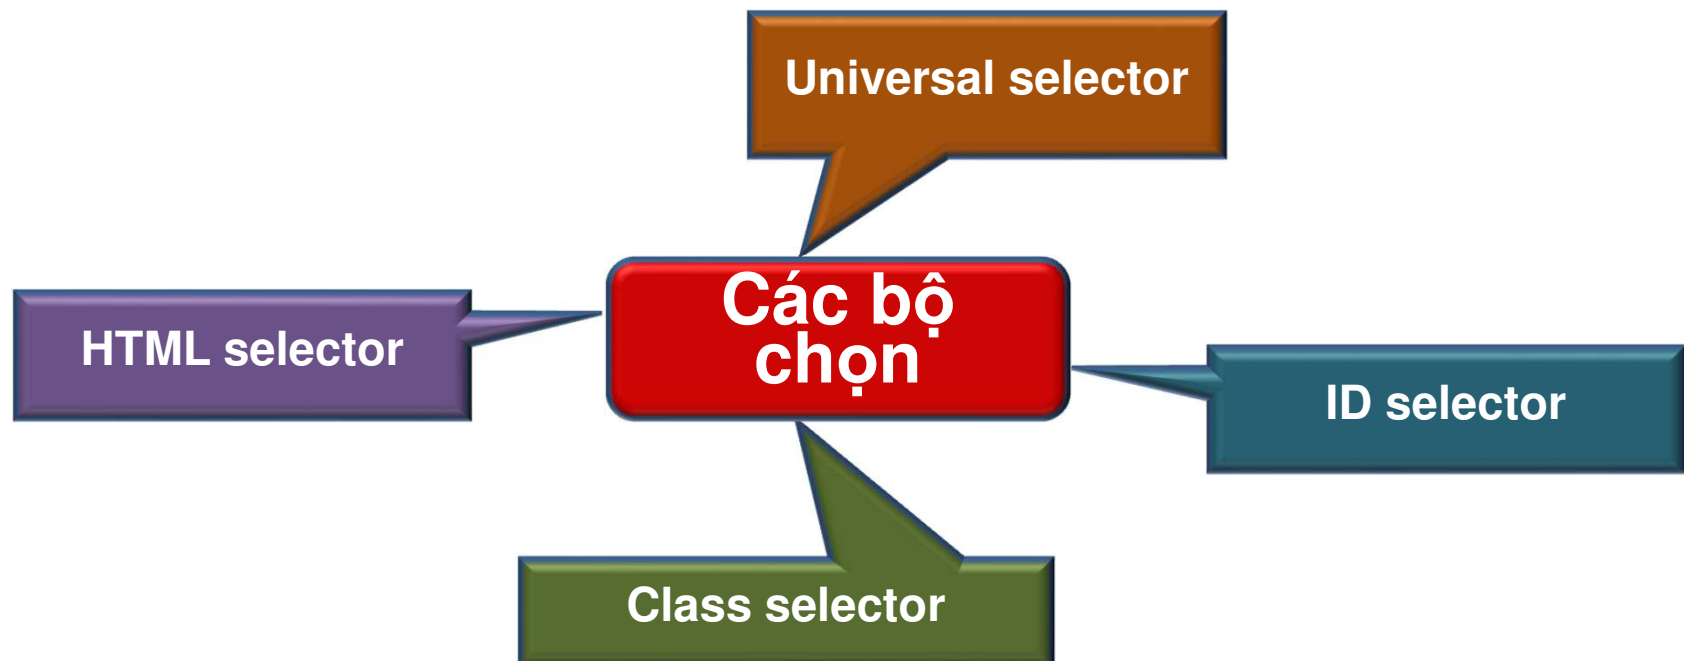 Universal selector
Các bộ
chọn
HTML selector
ID selector
Class selector